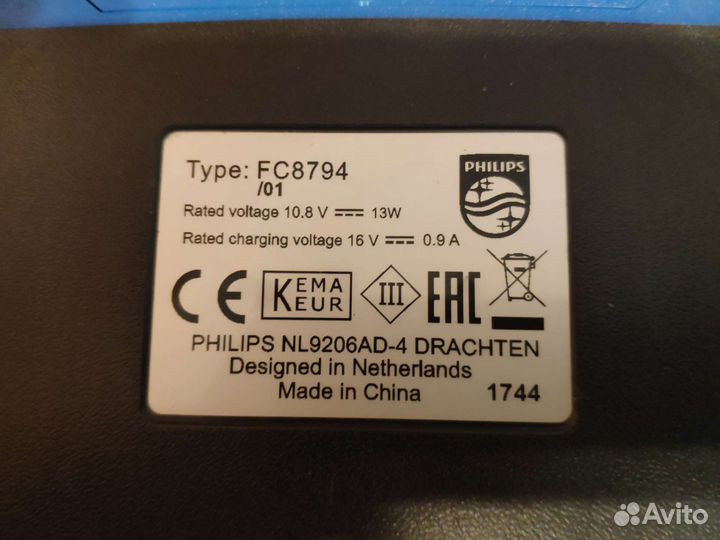 Type: FC8794
/01
PHILIPS
Rated voltage 10.8 V ⎓ 13W
Rated charging voltage 16 V ⎓ 0.9 A
CE KEMA KEUR III EAC
PHILIPS NL9206AD-4 DRACHTEN
Designed in Netherlands
Made in China 1744
Avito